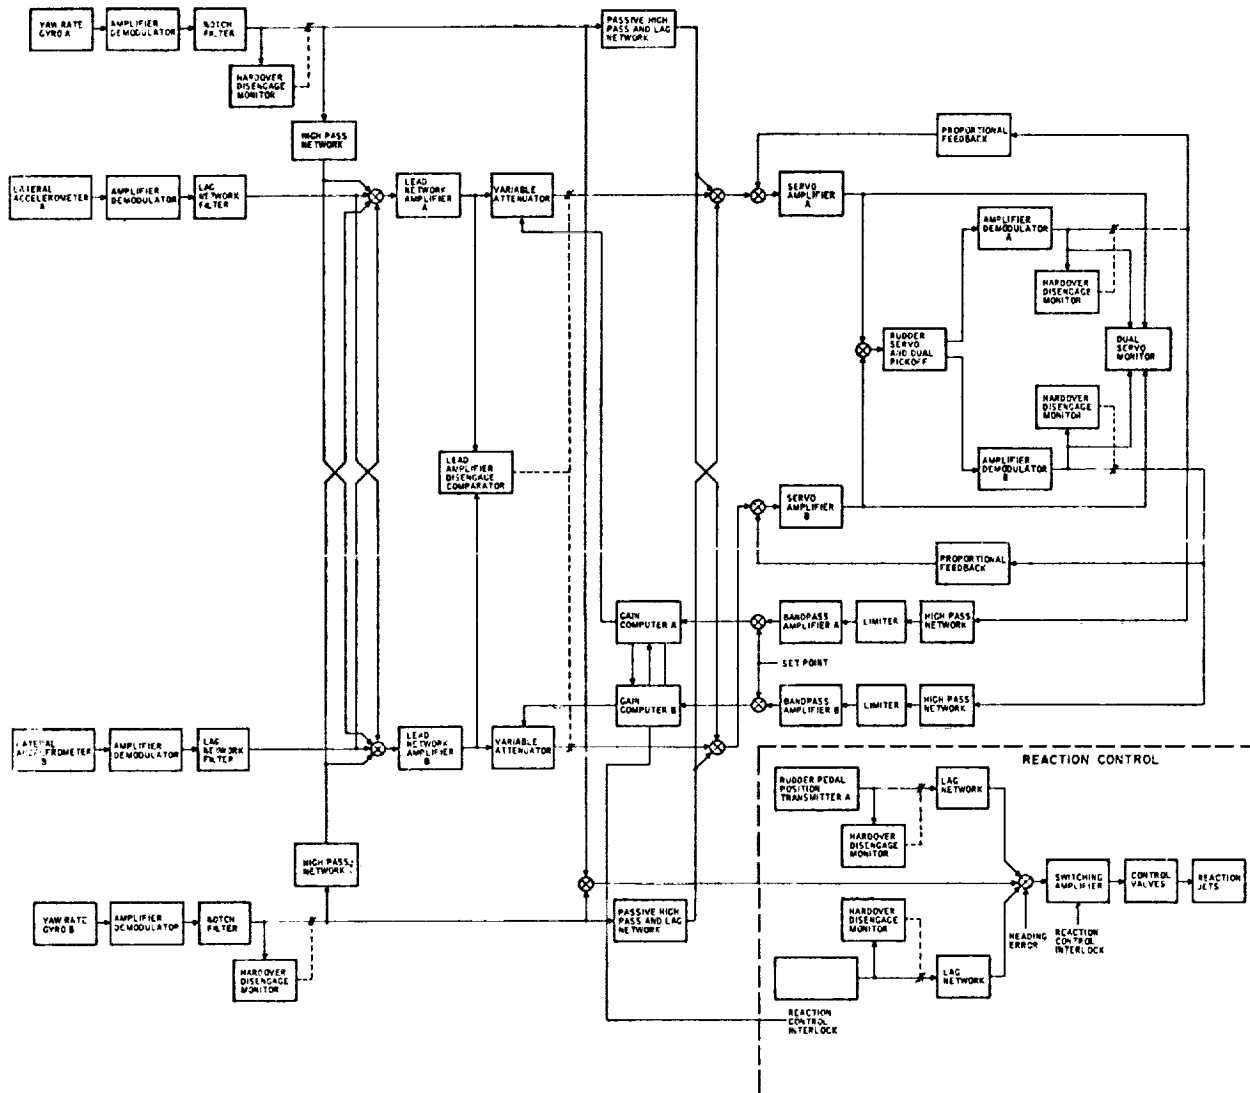 YAW RATE
GYRO A
AMPLIFIER
DEMODULATOR
NOTCH
FILTER
HARDOVER
DISENGAGE
MONITOR
PASSIVE HIGH
PASS AND LAG
NETWORK
HIGH PASS
NETWORK
PROPORTIONAL
FEEDBACK
LATERAL
ACCELEROMETER
A
AMPLIFIER
DEMODULATOR
LAG
NETWORK
FILTER
LEAD
NETWORK
AMPLIFIER
A
VARIABLE
ATTENUATOR
SERVO
AMPLIFIER
A
AMPLIFIER
DEMODULATOR
A
HARDOVER
DISENGAGE
MONITOR
RUDDER
SERVO
AND DUAL
PICKOFF
DUAL
SERVO
MONITOR
HARDOVER
DISENGAGE
MONITOR
AMPLIFIER
DEMODULATOR
B
LEAD
AMPLIFIER
DISENGAGE
COMPARATOR
SERVO
AMPLIFIER
B
PROPORTIONAL
FEEDBACK
GAIN
COMPUTER A
BANDPASS
AMPLIFIER A
LIMITER
HIGH PASS
NETWORK
SET POINT
GAIN
COMPUTER B
BANDPASS
AMPLIFIER B
LIMITER
HIGH PASS
NETWORK
LATERAL
ACCELEROMETER
B
AMPLIFIER
DEMODULATOR
LAG
NETWORK
FILTER
LEAD
NETWORK
AMPLIFIER
B
VARIABLE
ATTENUATOR
REACTION CONTROL
RUDDER PEDAL
POSITION
TRANSMITTER A
LAG
NETWORK
HARDOVER
DISENGAGE
MONITOR
HIGH PASS
NETWORK
SWITCHING
AMPLIFIER
CONTROL
VALVES
REACTION
JETS
YAW RATE
GYRO B
AMPLIFIER
DEMODULATOR
NOTCH
FILTER
PASSIVE HIGH
PASS AND LAG
NETWORK
HARDOVER
DISENGAGE
MONITOR
HEADING
ERROR
REACTION
CONTROL
INTERLOCK
HARDOVER
DISENGAGE
MONITOR
LAG
NETWORK
REACTION
CONTROL
INTERLOCK